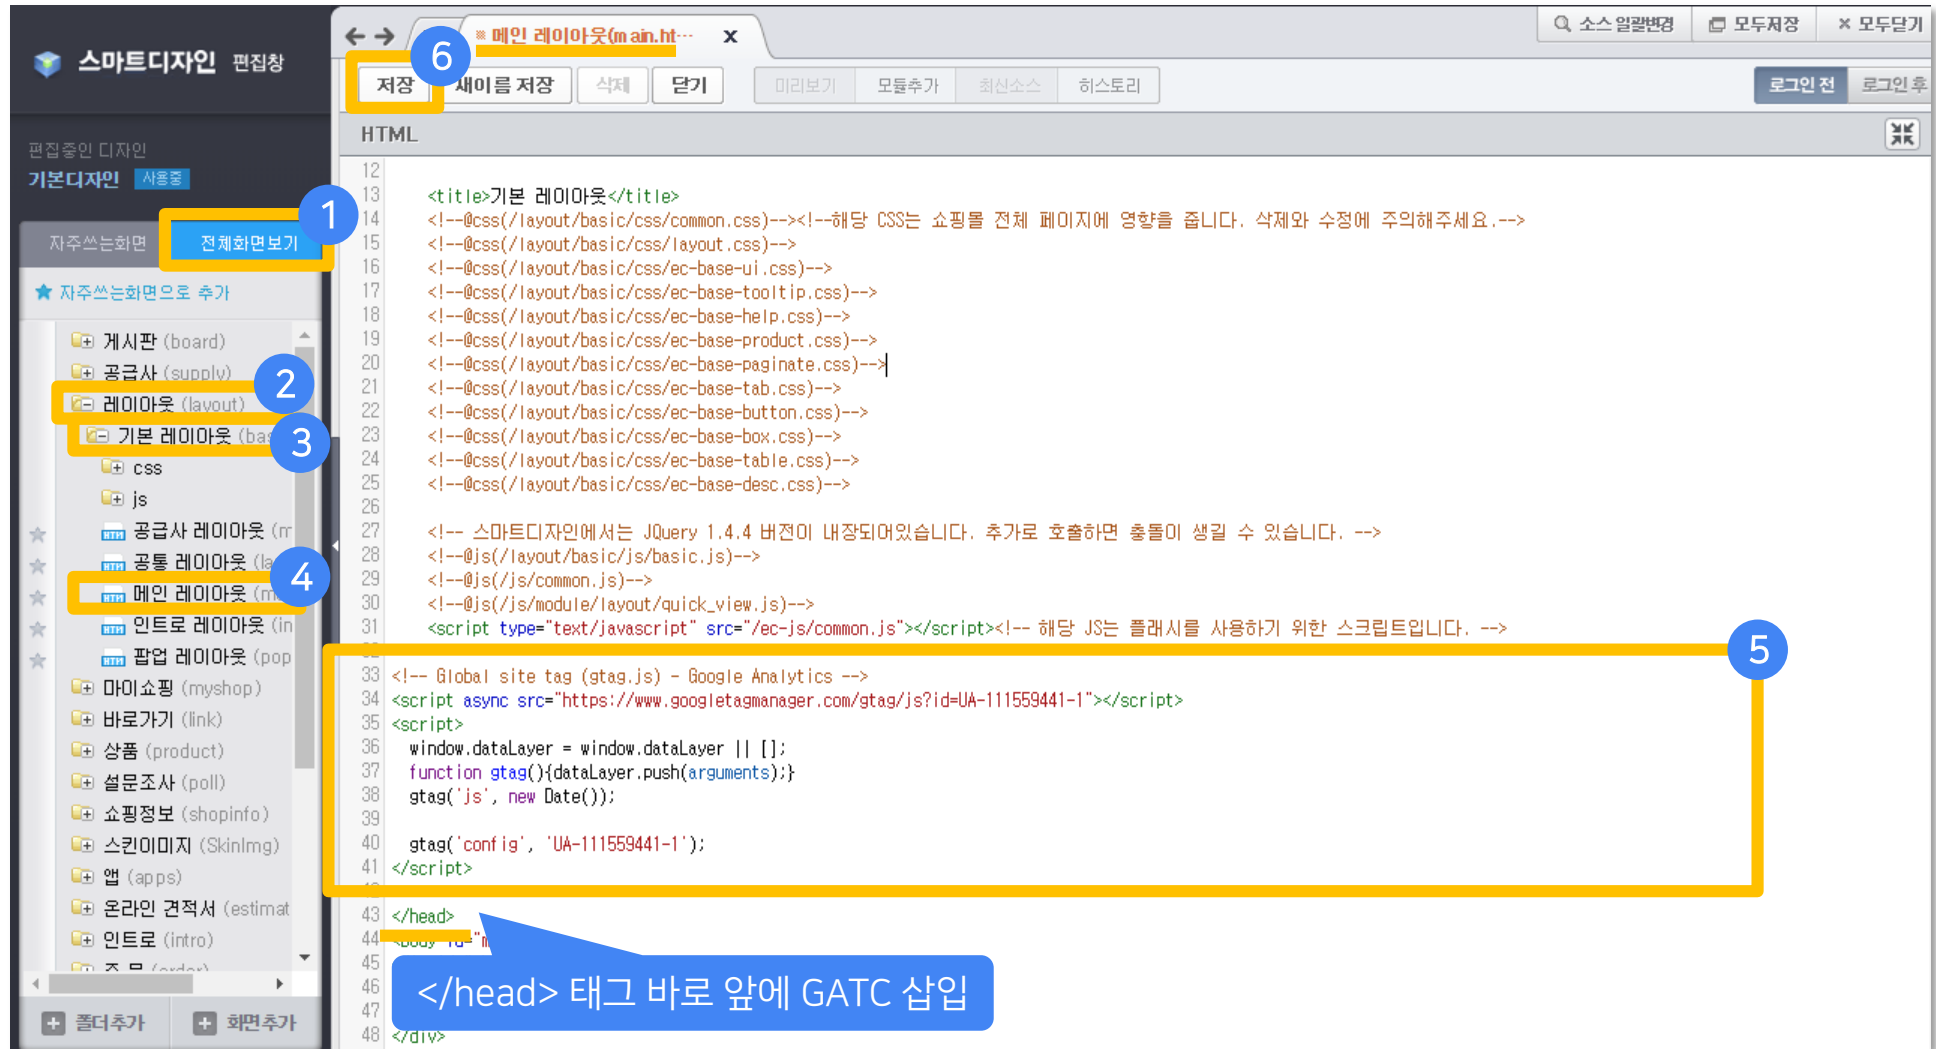 스마트디자인 편집창
편집중인 디자인
기본디자인 사용중
자주쓰는화면 전체화면보기
1
★ 자주쓰는화면으로 추가
게시판 (board)
공급사 (supply)
2
레이아웃 (layout)
3
기본 레이아웃 (bas
css
js
공급사 레이아웃 (m
공통 레이아웃 (la
4
메인 레이아웃 (m
인트로 레이아웃 (in
팝업 레이아웃 (pop
마이쇼핑 (myshop)
바로가기 (link)
상품 (product)
설문조사 (poll)
쇼핑정보 (shopinfo)
스킨이미지 (SkinImg)
앱 (apps)
온라인 견적서 (estimat
인트로 (intro)
주문 (order)
폴더추가 화면추가
메인 레이아웃(main.ht··· x
소스 일괄변경 모두저장 × 모두닫기
6
저장 새이름 저장 삭제 닫기 미리보기 모듈추가 최신소스 히스토리 로그인 전 로그인 후
HTML
12
13 <title>기본 레이아웃</title>
14 <!--@css(/layout/basic/css/common.css)--><!--해당 CSS는 쇼핑몰 전체 페이지에 영향을 줍니다. 삭제와 수정에 주의해주세요.-->
15 <!--@css(/layout/basic/css/layout.css)-->
16 <!--@css(/layout/basic/css/ec-base-ui.css)-->
17 <!--@css(/layout/basic/css/ec-base-tooltip.css)-->
18 <!--@css(/layout/basic/css/ec-base-help.css)-->
19 <!--@css(/layout/basic/css/ec-base-product.css)-->
20 <!--@css(/layout/basic/css/ec-base-paginate.css)-->
21 <!--@css(/layout/basic/css/ec-base-tab.css)-->
22 <!--@css(/layout/basic/css/ec-base-button.css)-->
23 <!--@css(/layout/basic/css/ec-base-box.css)-->
24 <!--@css(/layout/basic/css/ec-base-table.css)-->
25 <!--@css(/layout/basic/css/ec-base-desc.css)-->
26
27 <!-- 스마트디자인에서는 JQuery 1.4.4 버전이 내장되어있습니다. 추가로 호출하면 충돌이 생길 수 있습니다. -->
28 <!--@js(/layout/basic/js/basic.js)-->
29 <!--@js(/js/common.js)-->
30 <!--@js(/js/module/layout/quick_view.js)-->
31 <script type="text/javascript" src="/ec-js/common.js"></script><!-- 해당 JS는 플래시를 사용하기 위한 스크립트입니다. -->
5
33 <!-- Global site tag (gtag.js) - Google Analytics -->
34 <script async src="https://www.googletagmanager.com/gtag/js?id=UA-111559441-1"></script>
35 <script>
36 window.dataLayer = window.dataLayer || [];
37 function gtag(){dataLayer.push(arguments);}
38 gtag('js', new Date());
39
40 gtag('config', 'UA-111559441-1');
41 </script>
43 </head>
44 <body id="m
45
46
47
48 </div>
</head> 태그 바로 앞에 GATC 삽입